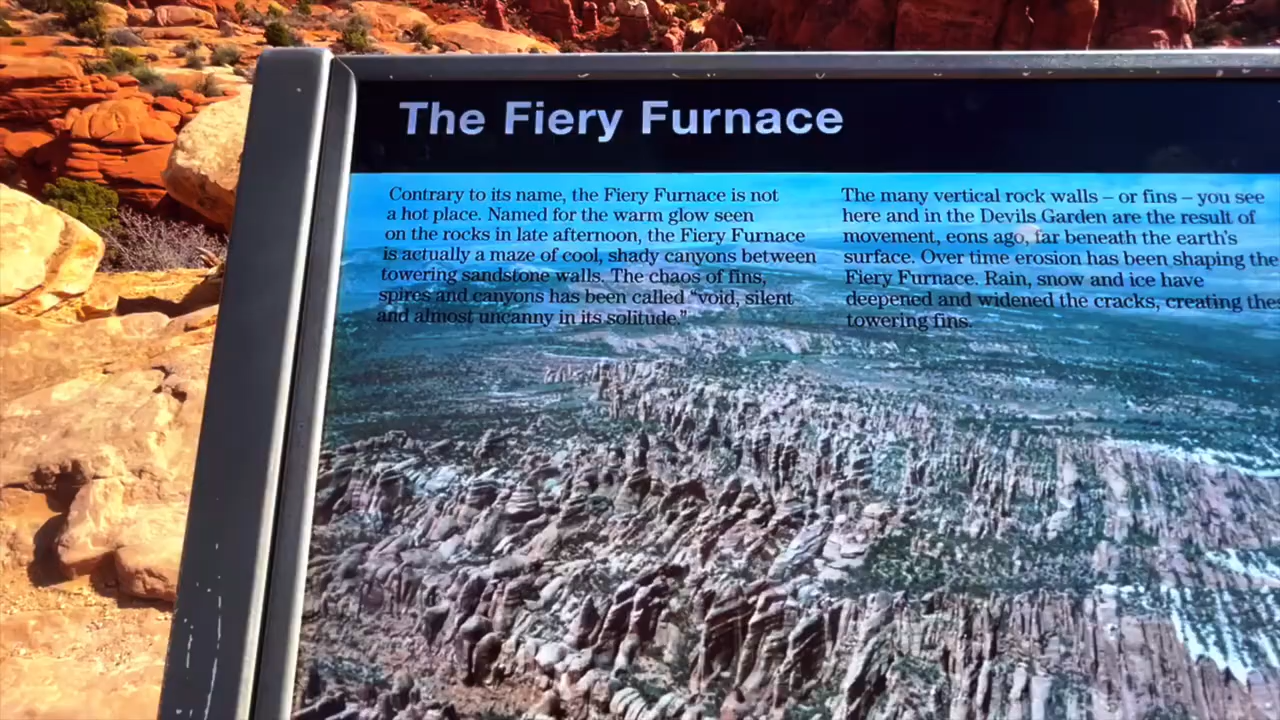 The Fiery Furnace
Contrary to its name, the Fiery Furnace is not
a hot place. Named for the warm glow seen
on the rocks in late afternoon, the Fiery Furnace
is actually a maze of cool, shady canyons between
towering sandstone walls. The chaos of fins,
spires and canyons has been called “void, silent
and almost uncanny in its solitude.”
The many vertical rock walls – or fins – you see
here and in the Devils Garden are the result of
movement, eons ago, far beneath the earth's
surface. Over time erosion has been shaping the
Fiery Furnace. Rain, snow and ice have
deepened and widened the cracks, creating
towering fins.